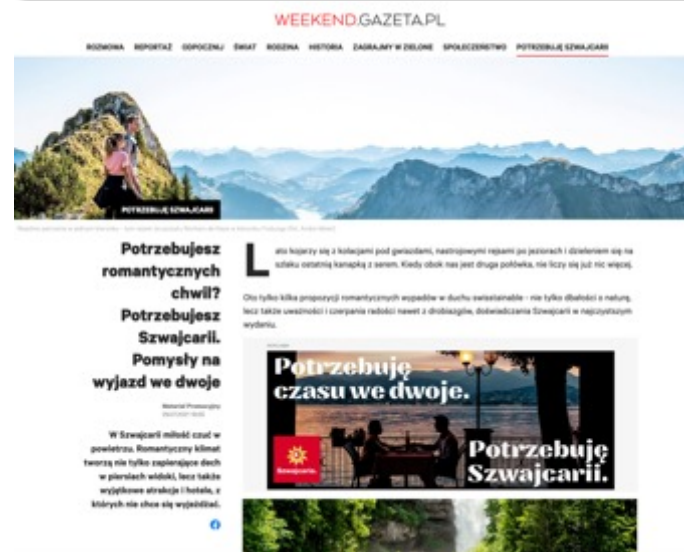 WEEKEND.GAZETA.PL
ROZMOWA REPORTAŻ ODPOCZNIJ ŚWIAT RODZINA HISTORIA ZAGRAJMY W ZIELONE SPOŁECZEŃSTWO POTRZEBUJĘ SZWAJCARII
POTRZEBUJĘ SZWAJCARII
Potrzebujesz
romantycznych
chwil?
Potrzebujesz
Szwajcarii.
Pomysły na
wyjazd we dwoje
Materiał Promocyjny
W Szwajcarii miłość czuć w
powietrzu. Romantyczny klimat
tworzą nie tylko zapierające dech
w piersiach widoki, lecz także
wyjątkowe atrakcje i hotele, z
których nie chce się wyjeżdżać.
Lato kojarzy się z kolacjami pod gwiazdami, nastrojowymi rejsami po jeziorach i dzieleniem się na
szlaku ostatnią kanapką z serem. Kiedy obok nas jest druga połówka, nie liczy się już nic więcej.
Oto tylko kilka propozycji romantycznych wypadów w duchu swisstainable - nie tylko dbałości o naturę,
lecz także uważności i czerpania radości nawet z drobiazgów, doświadczania Szwajcarii w najczystszym
wydaniu.
Potrzebuję
czasu we dwoje.
Szwajcaria.
Potrzebuję
Szwajcarii.